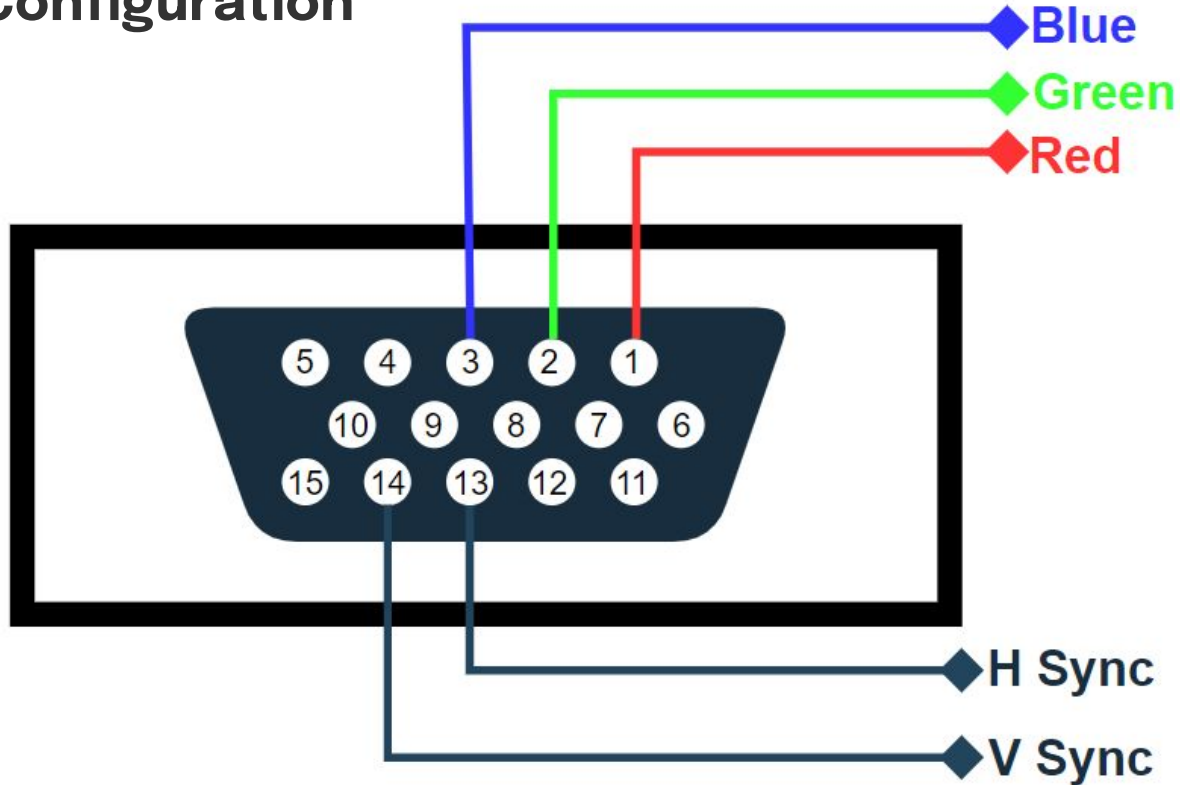 Configuration
Blue
Green
Red
5 4 3 2 1
10 9 8 7 6
15 14 13 12 11
H Sync
V Sync